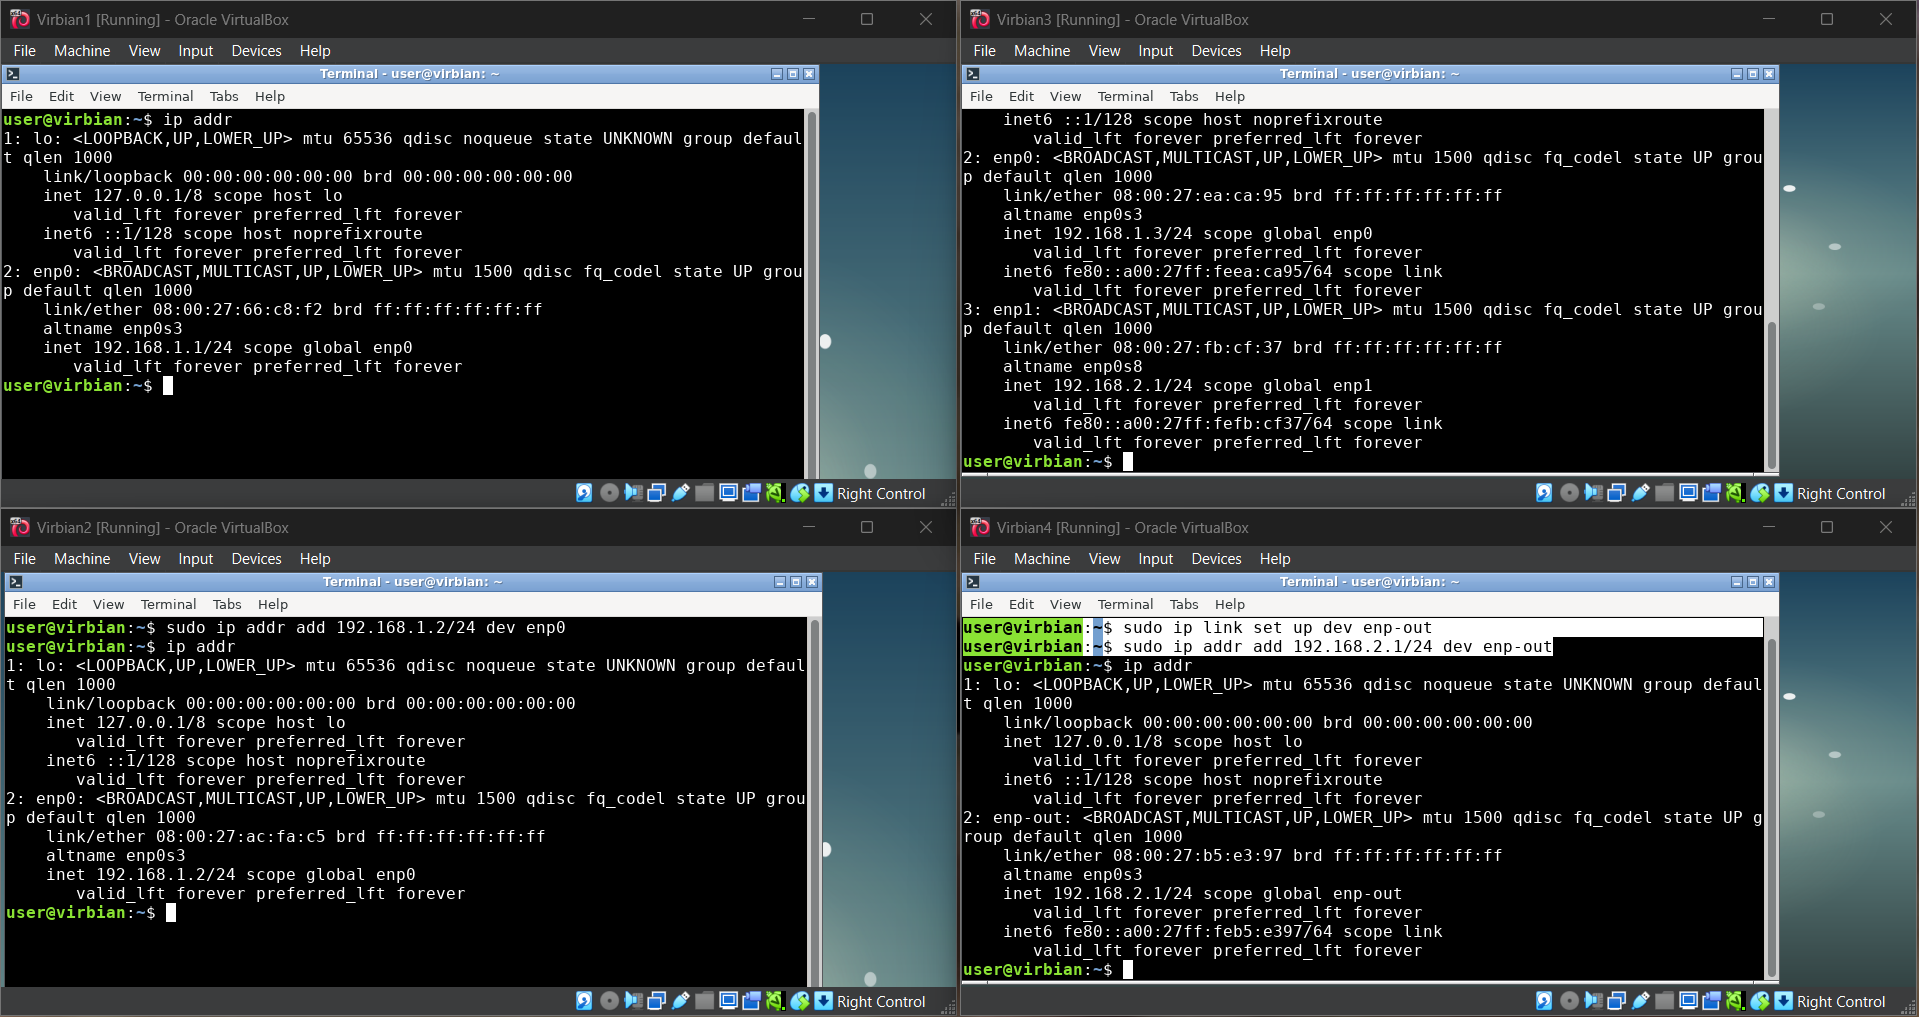 Virbian1 [Running] - Oracle VirtualBox
File Machine View Input Devices Help
Terminal - user@virbian: ~
File Edit View Terminal Tabs Help
user@virbian:~$ ip addr
1: lo: <LOOPBACK,UP,LOWER_UP> mtu 65536 qdisc noqueue state UNKNOWN group defaul
t qlen 1000
    link/loopback 00:00:00:00:00:00 brd 00:00:00:00:00:00
    inet 127.0.0.1/8 scope host lo
       valid_lft forever preferred_lft forever
    inet6 ::1/128 scope host noprefixroute
       valid_lft forever preferred_lft forever
2: enp0: <BROADCAST,MULTICAST,UP,LOWER_UP> mtu 1500 qdisc fq_codel state UP grou
p default qlen 1000
    link/ether 08:00:27:66:c8:f2 brd ff:ff:ff:ff:ff:ff
    altname enp0s3
    inet 192.168.1.1/24 scope global enp0
       valid_lft forever preferred_lft forever
user@virbian:~$
Right Control
Virbian3 [Running] - Oracle VirtualBox
File Machine View Input Devices Help
Terminal - user@virbian: ~
File Edit View Terminal Tabs Help
    inet6 ::1/128 scope host noprefixroute
       valid_lft forever preferred_lft forever
2: enp0: <BROADCAST,MULTICAST,UP,LOWER_UP> mtu 1500 qdisc fq_codel state UP grou
p default qlen 1000
    link/ether 08:00:27:ea:ca:95 brd ff:ff:ff:ff:ff:ff
    altname enp0s3
    inet 192.168.1.3/24 scope global enp0
       valid_lft forever preferred_lft forever
    inet6 fe80::a00:27ff:feea:ca95/64 scope link
       valid_lft forever preferred_lft forever
3: enp1: <BROADCAST,MULTICAST,UP,LOWER_UP> mtu 1500 qdisc fq_codel state UP grou
p default qlen 1000
    link/ether 08:00:27:fb:cf:37 brd ff:ff:ff:ff:ff:ff
    altname enp0s8
    inet 192.168.2.1/24 scope global enp1
       valid_lft forever preferred_lft forever
    inet6 fe80::a00:27ff:fefb:cf37/64 scope link
       valid_lft forever preferred_lft forever
user@virbian:~$
Right Control
Virbian2 [Running] - Oracle VirtualBox
File Machine View Input Devices Help
Terminal - user@virbian: ~
File Edit View Terminal Tabs Help
user@virbian:~$ sudo ip addr add 192.168.1.2/24 dev enp0
user@virbian:~$ ip addr
1: lo: <LOOPBACK,UP,LOWER_UP> mtu 65536 qdisc noqueue state UNKNOWN group defaul
t qlen 1000
    link/loopback 00:00:00:00:00:00 brd 00:00:00:00:00:00
    inet 127.0.0.1/8 scope host lo
       valid_lft forever preferred_lft forever
    inet6 ::1/128 scope host noprefixroute
       valid_lft forever preferred_lft forever
2: enp0: <BROADCAST,MULTICAST,UP,LOWER_UP> mtu 1500 qdisc fq_codel state UP grou
p default qlen 1000
    link/ether 08:00:27:ac:fa:c5 brd ff:ff:ff:ff:ff:ff
    altname enp0s3
    inet 192.168.1.2/24 scope global enp0
       valid_lft forever preferred_lft forever
user@virbian:~$
Right Control
Virbian4 [Running] - Oracle VirtualBox
File Machine View Input Devices Help
Terminal - user@virbian: ~
File Edit View Terminal Tabs Help
user@virbian:~$ sudo ip link set up dev enp-out
user@virbian:~$ sudo ip addr add 192.168.2.1/24 dev enp-out
user@virbian:~$ ip addr
1: lo: <LOOPBACK,UP,LOWER_UP> mtu 65536 qdisc noqueue state UNKNOWN group defaul
t qlen 1000
    link/loopback 00:00:00:00:00:00 brd 00:00:00:00:00:00
    inet 127.0.0.1/8 scope host lo
       valid_lft forever preferred_lft forever
    inet6 ::1/128 scope host noprefixroute
       valid_lft forever preferred_lft forever
2: enp-out: <BROADCAST,MULTICAST,UP,LOWER_UP> mtu 1500 qdisc fq_codel state UP g
roup default qlen 1000
    link/ether 08:00:27:b5:e3:97 brd ff:ff:ff:ff:ff:ff
    altname enp0s3
    inet 192.168.2.1/24 scope global enp-out
       valid_lft forever preferred_lft forever
    inet6 fe80::a00:27ff:feb5:e397/64 scope link
       valid_lft forever preferred_lft forever
user@virbian:~$
Right Control